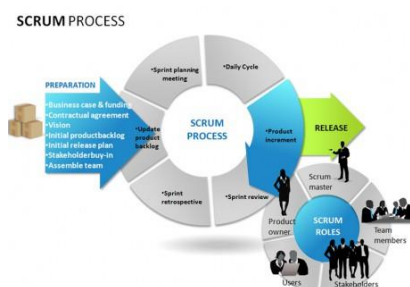 SCRUM PROCESS
PREPARATION
•Business case & funding
•Contractual agreement
•Vision
•Initial productbacklog
•Initial release plan
•Stakeholderbuy-in
•Assemble team
•Sprint planning
meeting
•Daily Cycle
•Update
product
backlog
SCRUM
PROCESS
•Product
increment
RELEASE
•Sprint
retrospective
•Sprint review
Scrum
master
Product
owner
SCRUM
ROLES
Team
members
Users
Stakeholders